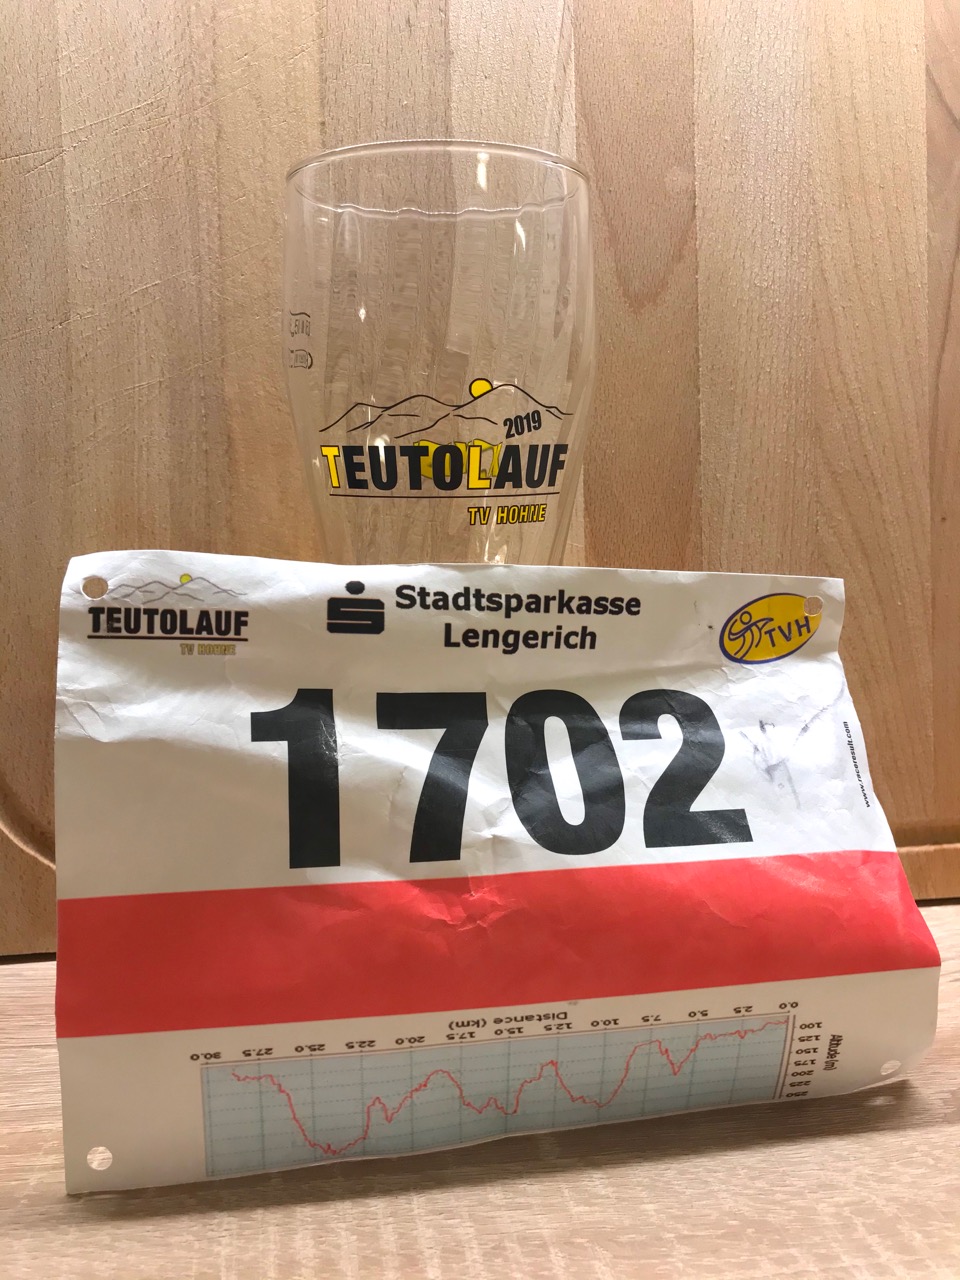 2019
TEUTOLAUF
TV HOHNE
TEUTOLAUF
TV HOHNE
Stadtsparkasse
Lengerich
TVH
1702
www.raceresult.com
Altitude (m)
100
125
150
175
200
225
250
0.0 2.5 5.0 7.5 10.0 12.5 15.0 17.5 20.0 22.5 25.0 27.5 30.0
Distance (km)